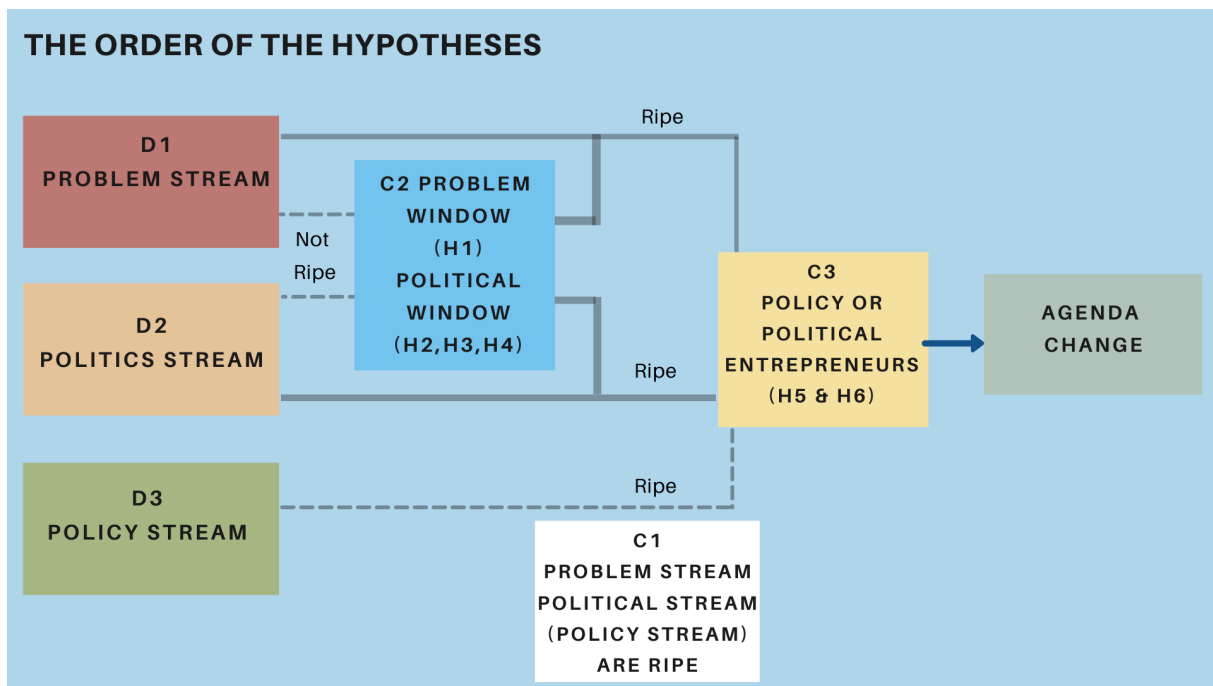 THE ORDER OF THE HYPOTHESES
D1
PROBLEM STREAM
Ripe
C2 PROBLEM
WINDOW
(H1)
POLITICAL
WINDOW
(H2,H3,H4)
Not
Ripe
D2
POLITICS STREAM
Ripe
C3
POLICY OR
POLITICAL
ENTREPRENEURS
(H5 & H6)
AGENDA
CHANGE
D3
POLICY STREAM
Ripe
C1
PROBLEM STREAM
POLITICAL STREAM
(POLICY STREAM)
ARE RIPE